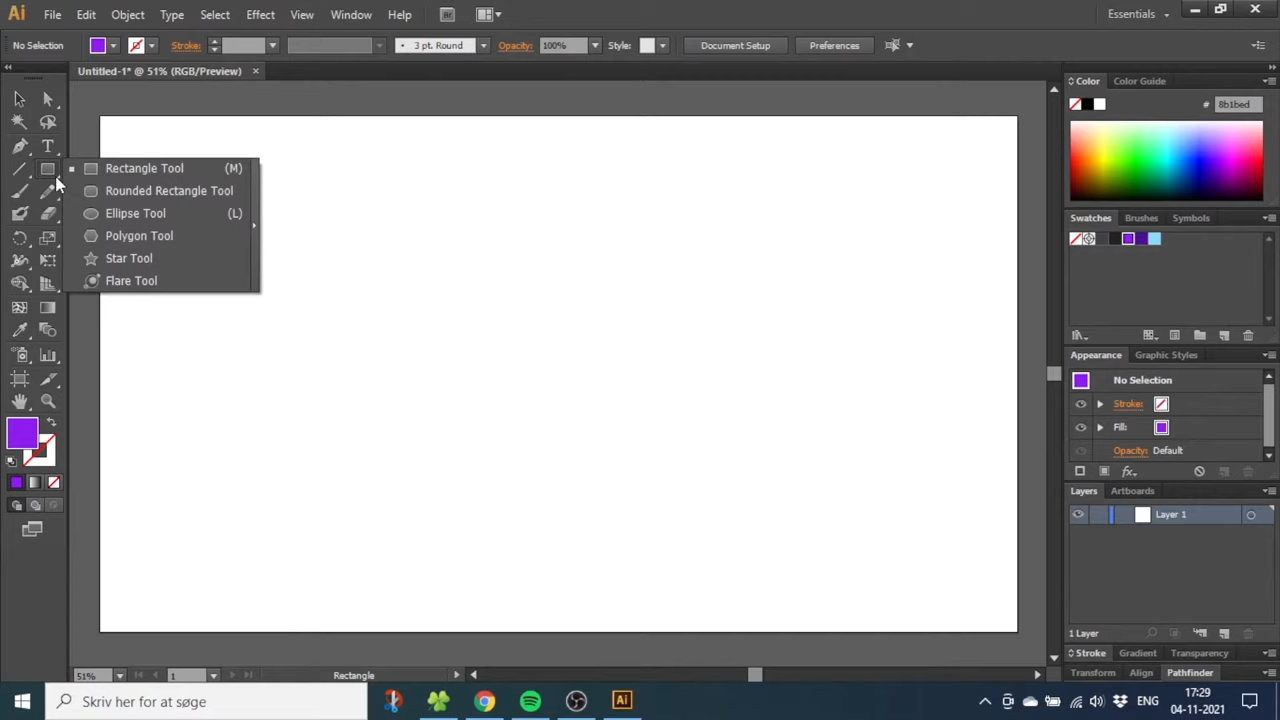 Ai File Edit Object Type Select Effect View Window Help Br Essentials
No Selection Stroke: 3 pt. Round Opacity: 100% Style: Document Setup Preferences
Untitled-1* @ 51% (RGB/Preview)
Color Color Guide
# 8b1bed
T
Rectangle Tool (M)
Rounded Rectangle Tool
Ellipse Tool (L)
Polygon Tool
Star Tool
Flare Tool
Swatches Brushes Symbols
Appearance Graphic Styles
No Selection
Stroke:
Fill:
Opacity: Default
fx
Layers Artboards
Layer 1
1 Layer
Stroke Gradient Transparency
51% 1 Rectangle
Transform Align Pathfinder
Skriv her for at søge
Ai
ENG
17:29
04-11-2021